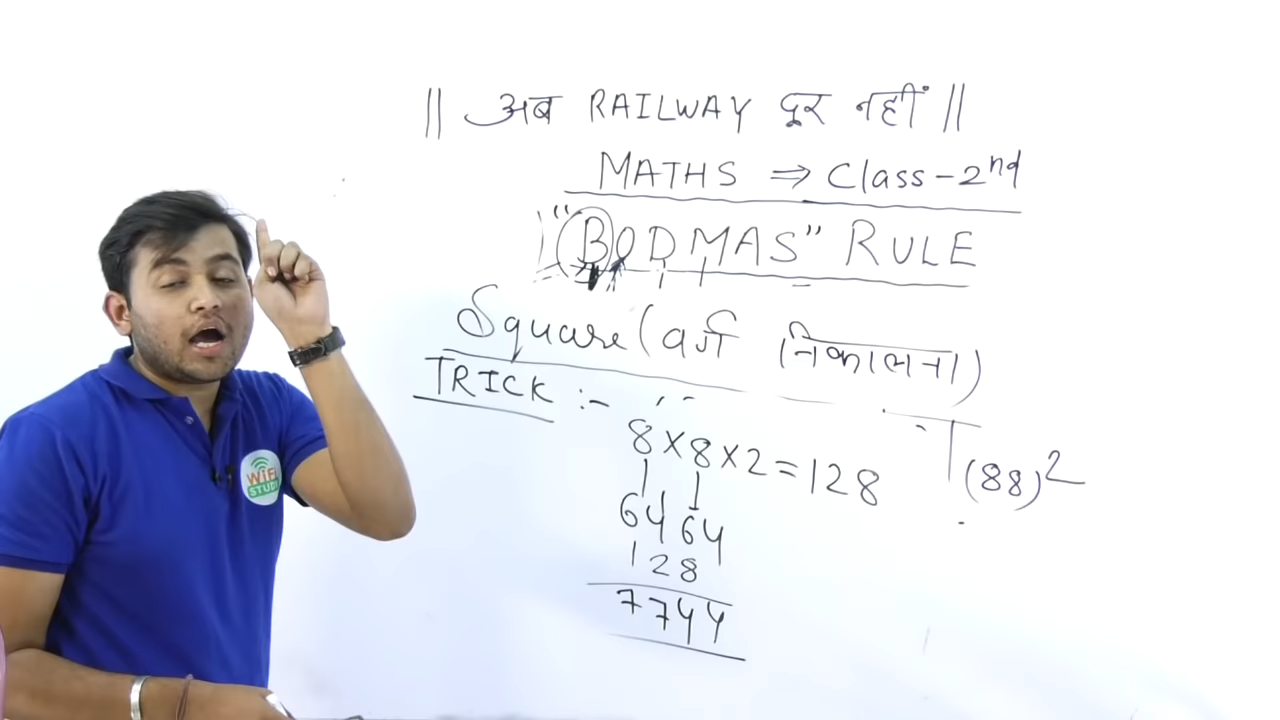 || अब RAILWAY दूर नहीं ||
MATHS ⇒ Class-2nd
"BODMAS" RULE
Square (वर्ग निकालना)
TRICK :-
8×8×2=128
(88)²
64 64
128
7744
WiFi
STUDY